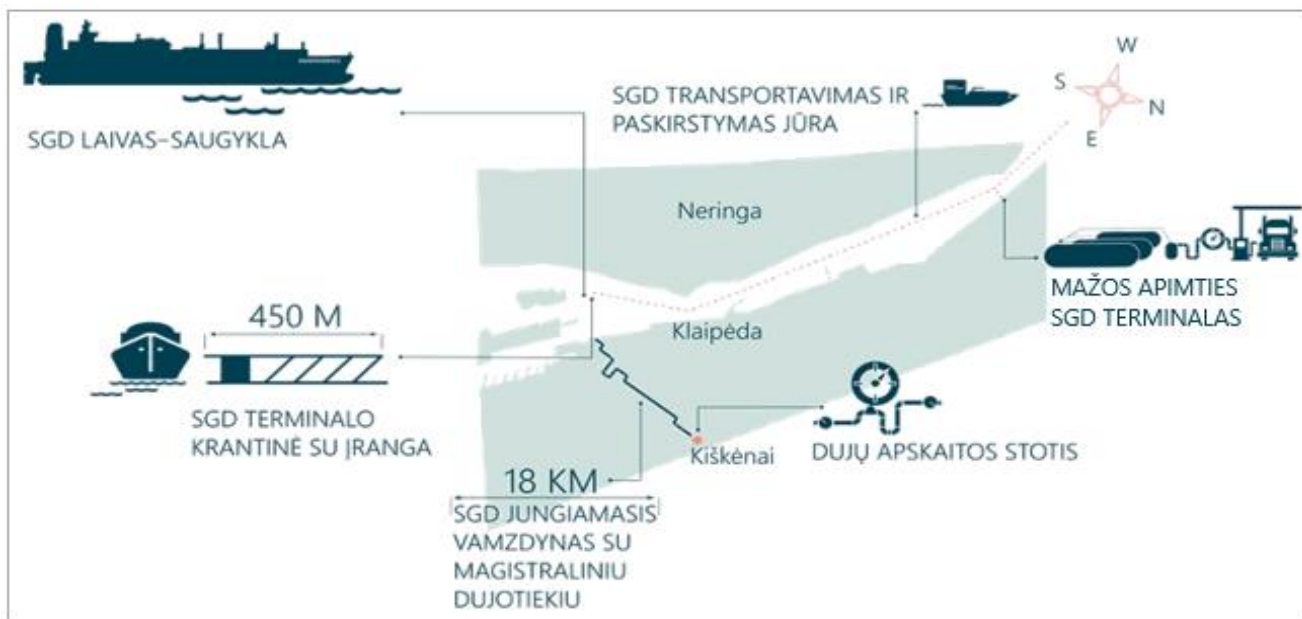 SGD LAIVAS-SAUGYKLA
SGD TRANSPORTAVIMAS IR
PASKIRSTYMAS JŪRA
W
S
N
E
Neringa
MAŽOS APIMTIES
SGD TERMINALAS
450 M
Klaipėda
SGD TERMINALO
KRANTINĖ SU ĮRANGA
Kiškėnai
DUJŲ APSKAITOS STOTIS
18 KM
SGD JUNGIAMASIS
VAMZDYNAS SU
MAGISTRALINIU
DUJOTIEKIU